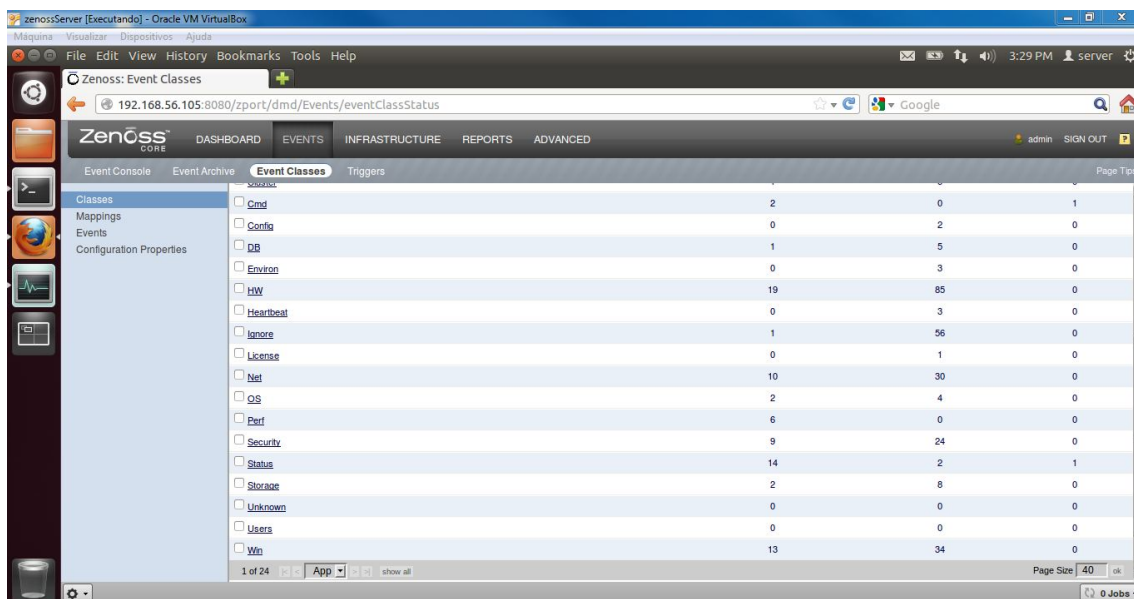 zenossServer [Executando] - Oracle VM VirtualBox
Máquina Visualizar Dispositivos Ajuda
File Edit View History Bookmarks Tools Help 3:29 PM server
Zenoss: Event Classes
192.168.56.105:8080/zport/dmd/Events/eventClassStatus Google
Zenōss™ CORE DASHBOARD EVENTS INFRASTRUCTURE REPORTS ADVANCED admin SIGN OUT ?
Event Console Event Archive Event Classes Triggers Page Tips
Classes
Mappings
Events
Configuration Properties
Cmd 2 0 1
Config 0 2 0
DB 1 5 0
Environ 0 3 0
HW 19 85 0
Heartbeat 0 3 0
Ignore 1 56 0
License 0 1 0
Net 10 30 0
OS 2 4 0
Perf 6 0 0
Security 9 24 0
Status 14 2 1
Storage 2 8 0
Unknown 0 0 0
Users 0 0 0
Win 13 34 0
1 of 24 |< < App > >| show all Page Size 40 ok
0 Jobs